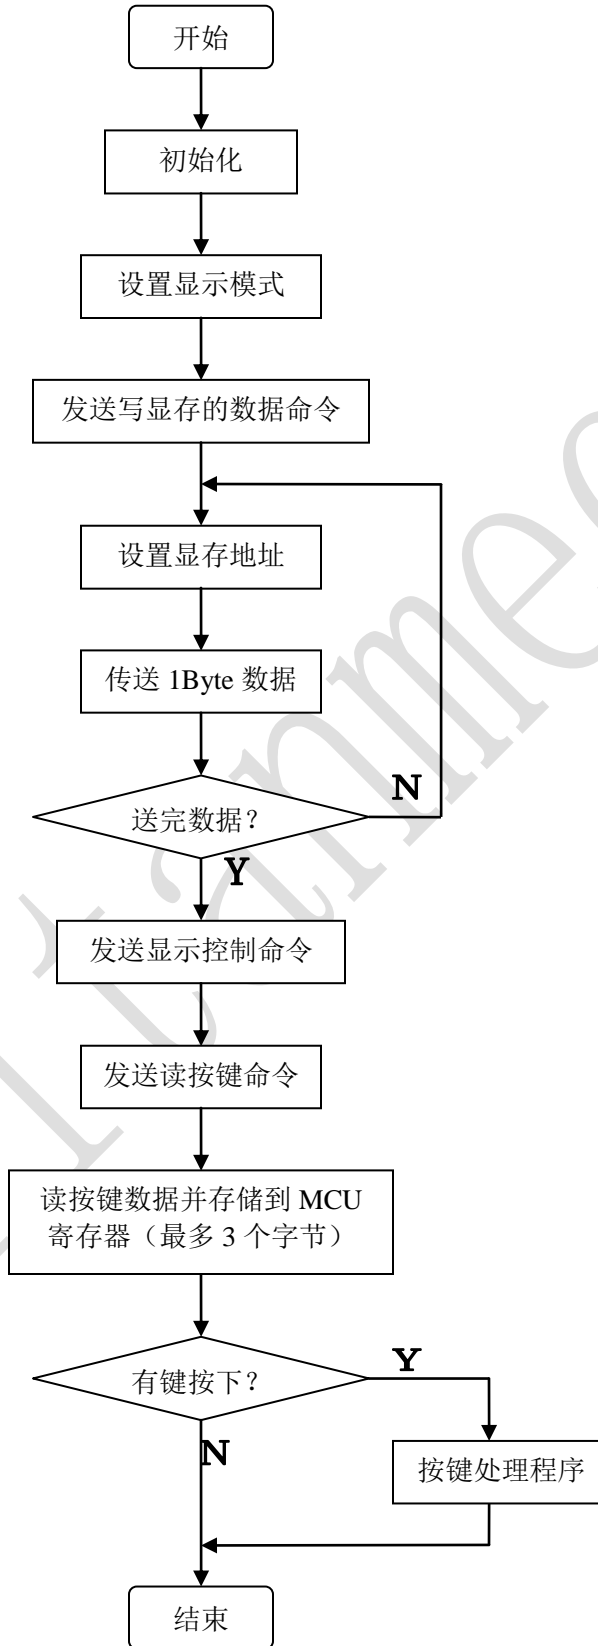 开始
初始化
设置显示模式
发送写显存的数据命令
设置显存地址
传送 1Byte 数据
N
送完数据?
Y
发送显示控制命令
发送读按键命令
读按键数据并存储到 MCU
寄存器（最多 3 个字节）
Y
有键按下?
N
按键处理程序
结束